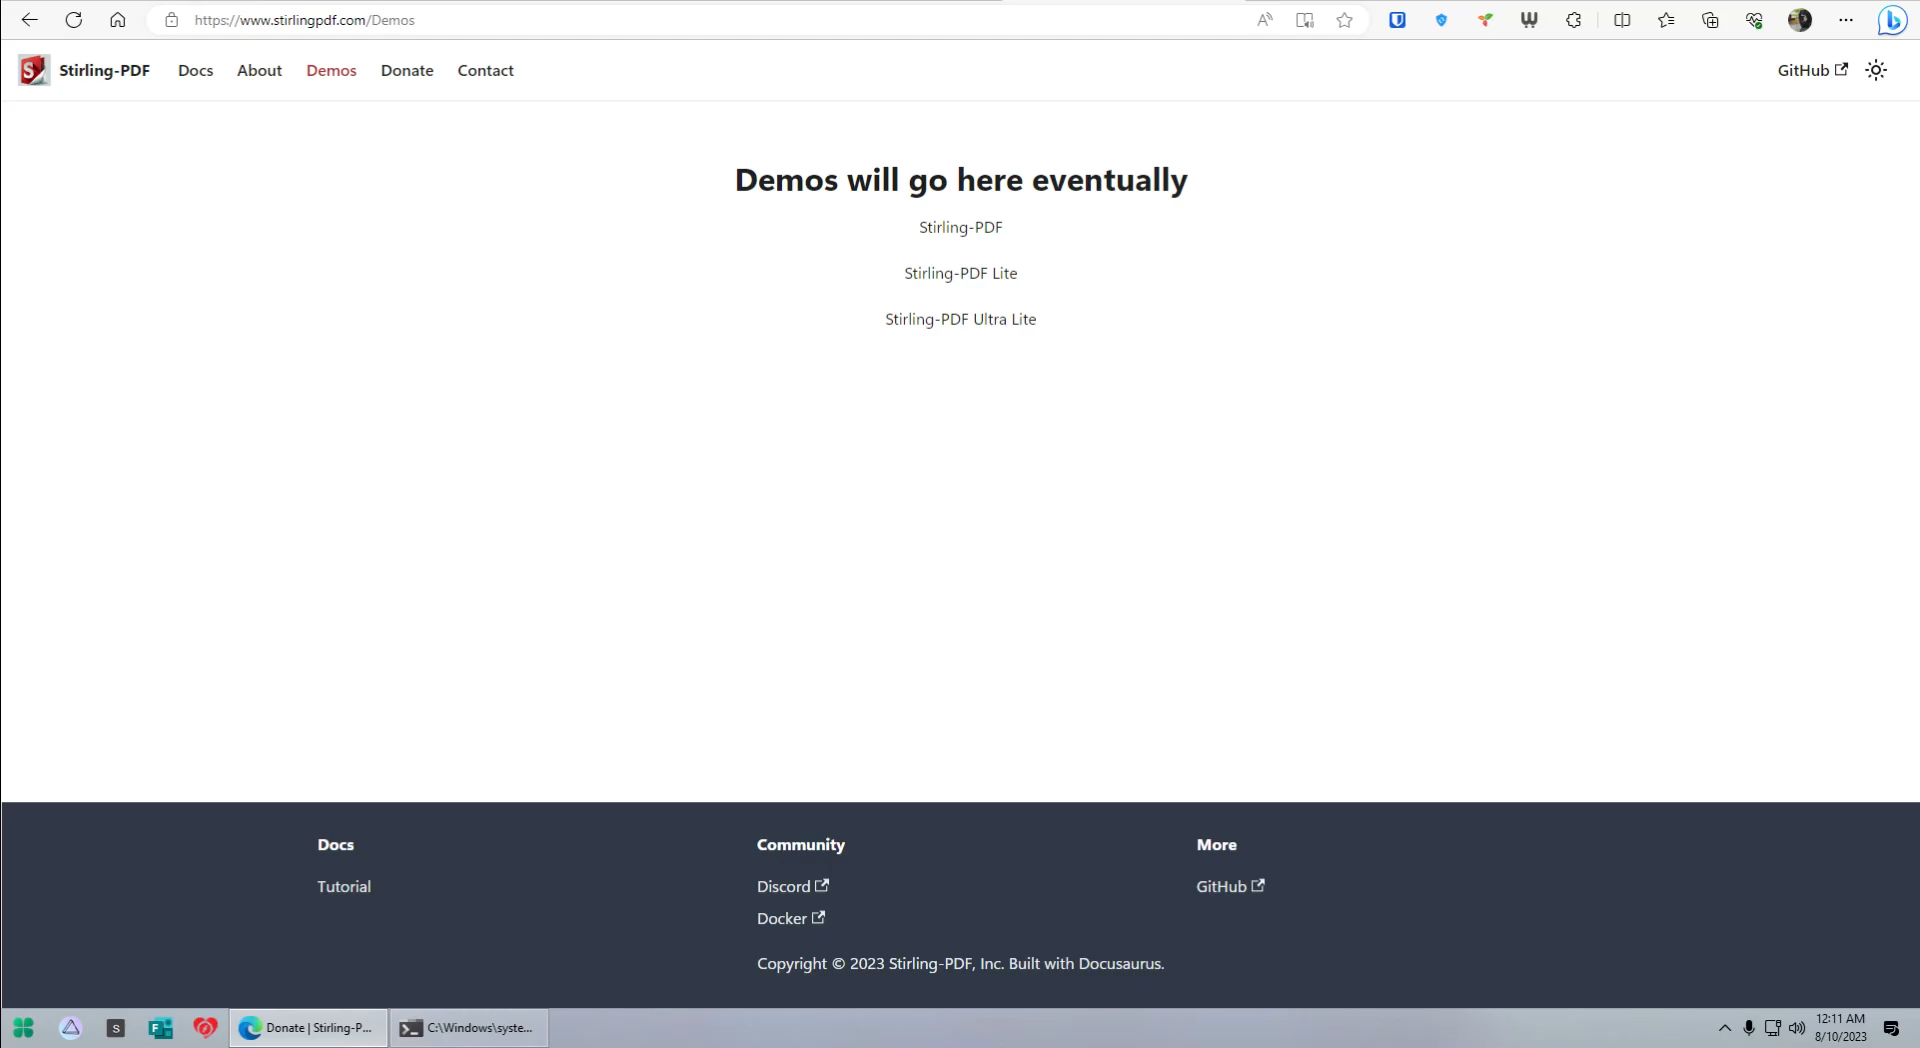 https://www.stirlingpdf.com/Demos
Stirling-PDF Docs About Demos Donate Contact GitHub
Demos will go here eventually
Stirling-PDF
Stirling-PDF Lite
Stirling-PDF Ultra Lite
Docs Community More
Tutorial Discord GitHub
Docker
Copyright © 2023 Stirling-PDF, Inc. Built with Docusaurus.
Donate | Stirling-P... C:\Windows\syste... 12:11 AM
8/10/2023